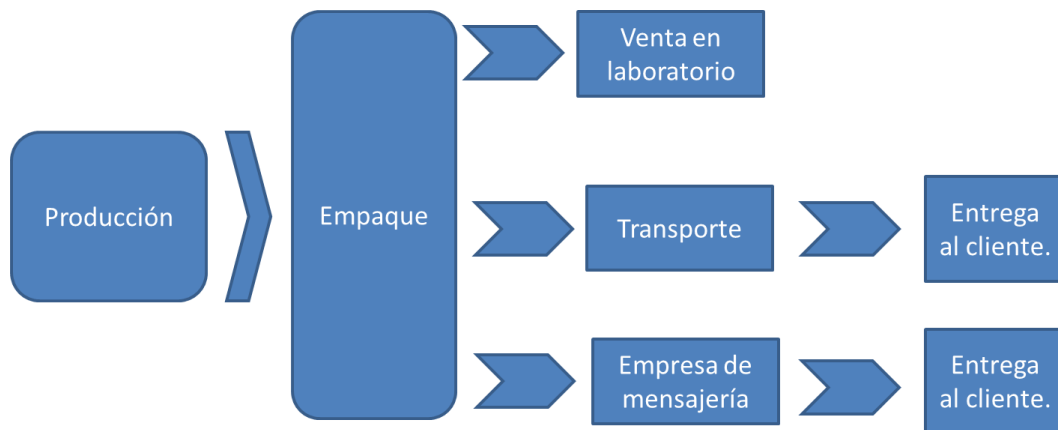 Venta en
laboratorio
Producción
Empaque
Transporte
Entrega
al cliente.
Empresa de
mensajería
Entrega
al cliente.